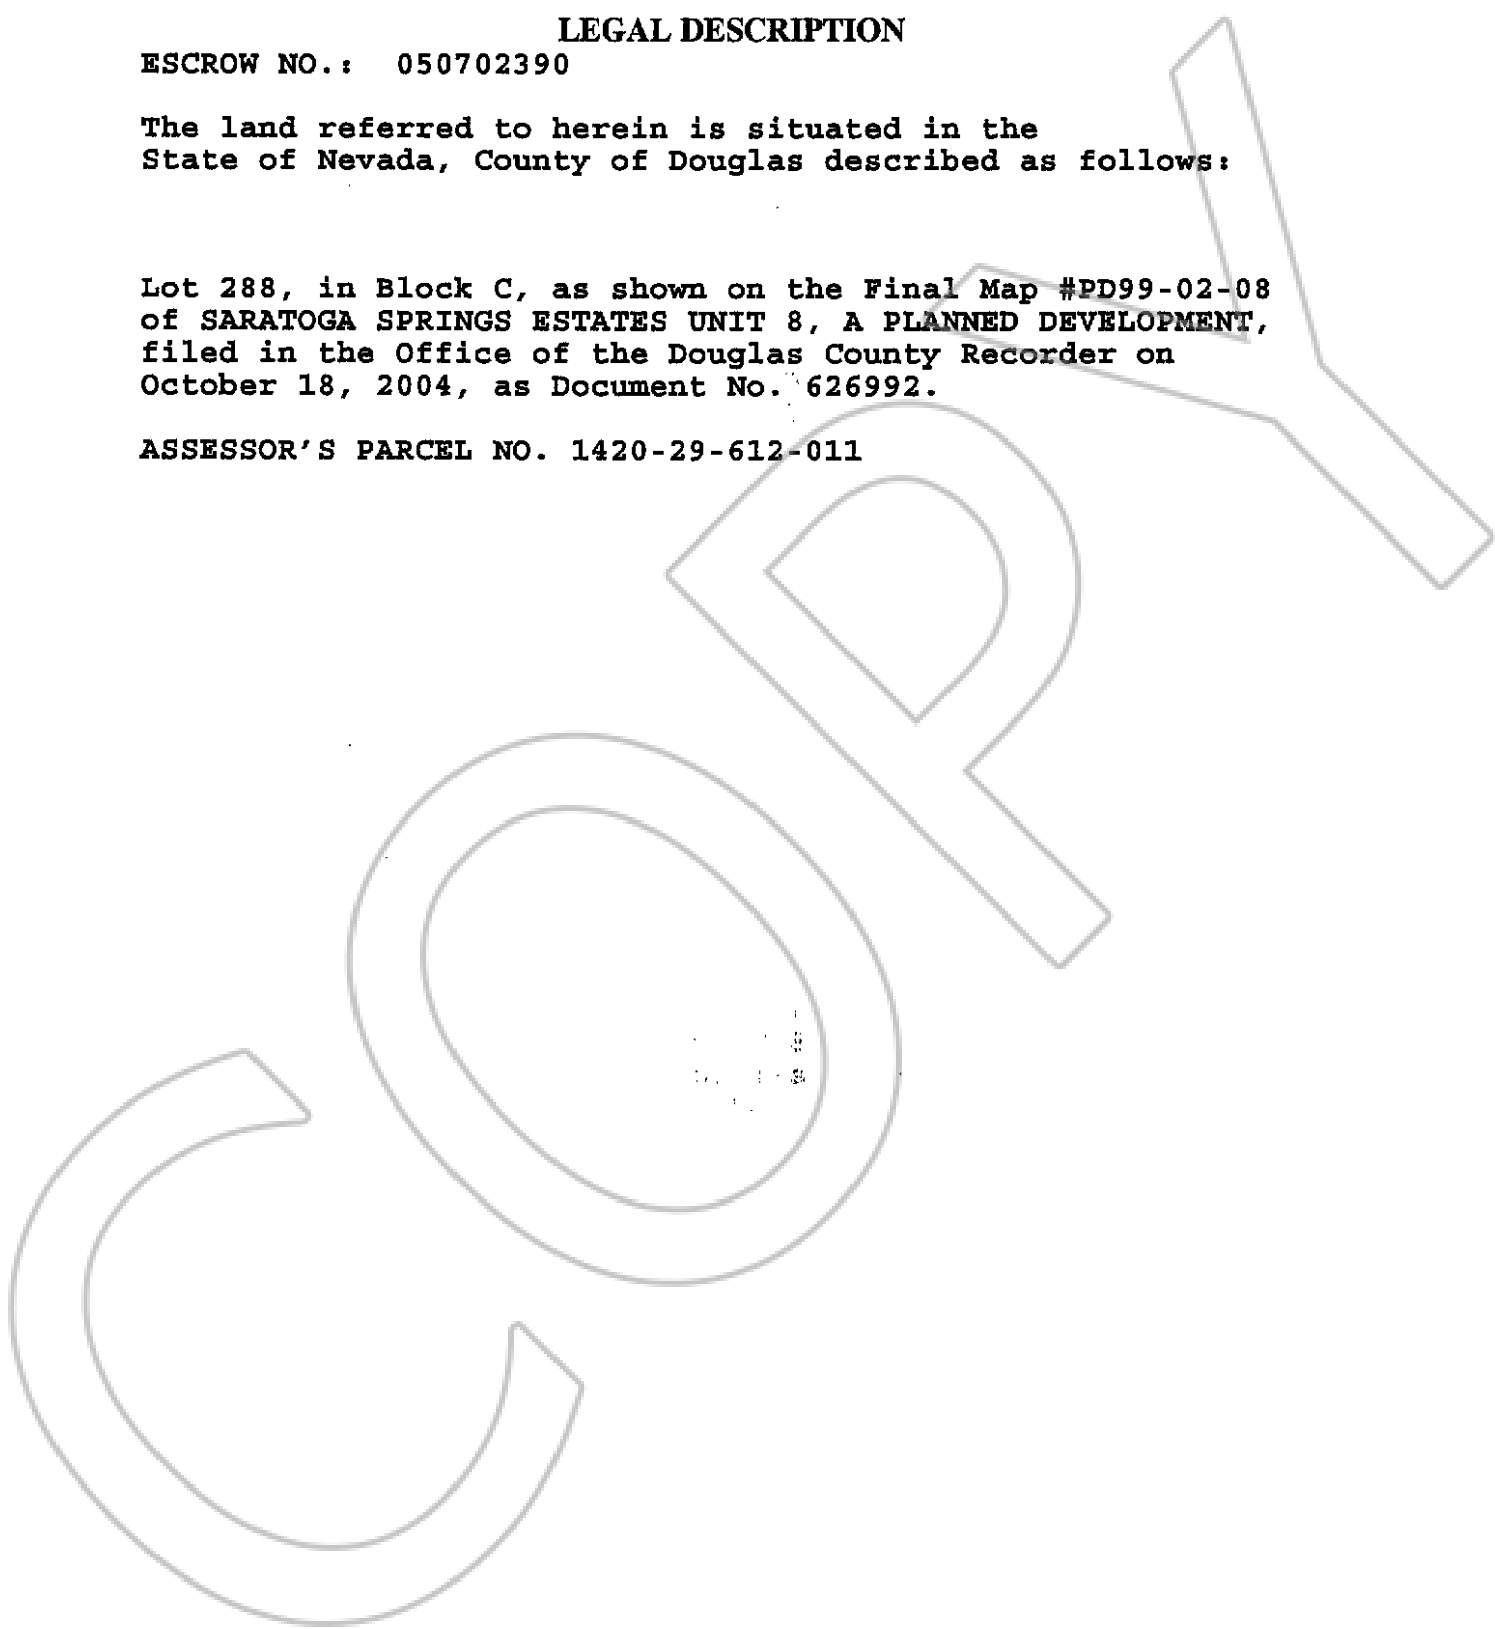 LEGAL DESCRIPTION
ESCROW NO.: 050702390
The land referred to herein is situated in the
State of Nevada, County of Douglas described as follows:
Lot 288, in Block C, as shown on the Final Map #PD99-02-08
of SARATOGA SPRINGS ESTATES UNIT 8, A PLANNED DEVELOPMENT,
filed in the Office of the Douglas County Recorder on
October 18, 2004, as Document No. 626992.
ASSESSOR'S PARCEL NO. 1420-29-612-011
COPY